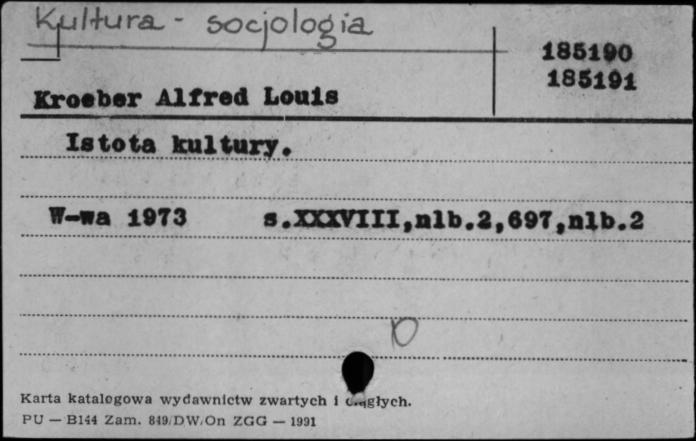 Kultura - socjologia
185190
185191
Kroeber Alfred Louis
Istota kultury.
W-wa 1973 s.XXXVIII,nlb.2,697,nlb.2
Karta katalogowa wydawnictw zwartych i ciągłych.
PU — B144 Zam. 849/DW/On ZGG — 1991